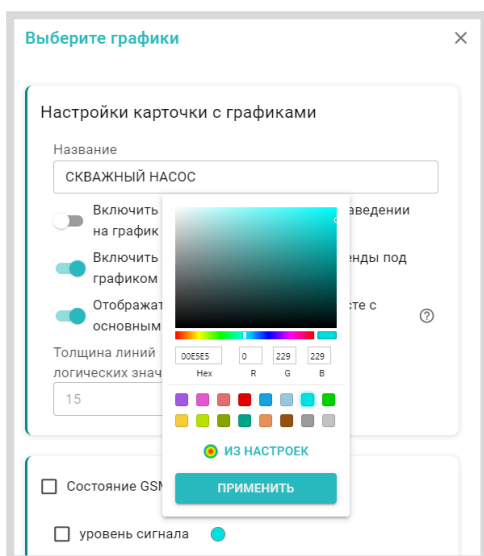 Выберите графики
Настройки карточки с графиками
Название
СКВАЖНЫЙ НАСОС
Включить
аведении
на график
Включить
енды под
графиком
Отображат
сте с
основным
Толщина линий
логических знач
15
00E5E5
0
229
229
Hex
R
G
B
ИЗ НАСТРОЕК
ПРИМЕНИТЬ
Состояние GSM
уровень сигнала